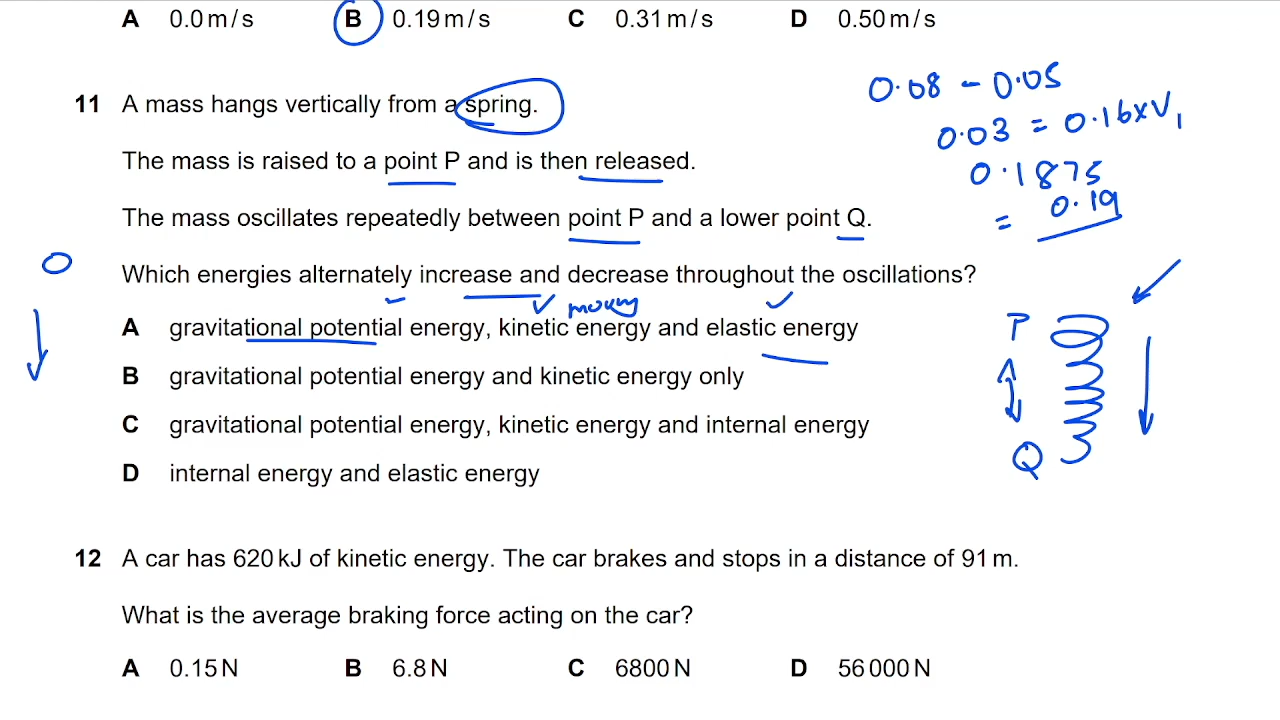 A 0.0 m/s B 0.19 m/s C 0.31 m/s D 0.50 m/s
0.08 - 0.05
11 A mass hangs vertically from a spring.
0.03 = 0.16 x V1
The mass is raised to a point P and is then released.
0.1875
= 0.19
The mass oscillates repeatedly between point P and a lower point Q.
Which energies alternately increase and decrease throughout the oscillations?
moving
A gravitational potential energy, kinetic energy and elastic energy
P
B gravitational potential energy and kinetic energy only
C gravitational potential energy, kinetic energy and internal energy
Q
D internal energy and elastic energy
12 A car has 620 kJ of kinetic energy. The car brakes and stops in a distance of 91 m.
What is the average braking force acting on the car?
A 0.15 N B 6.8 N C 6800 N D 56 000 N